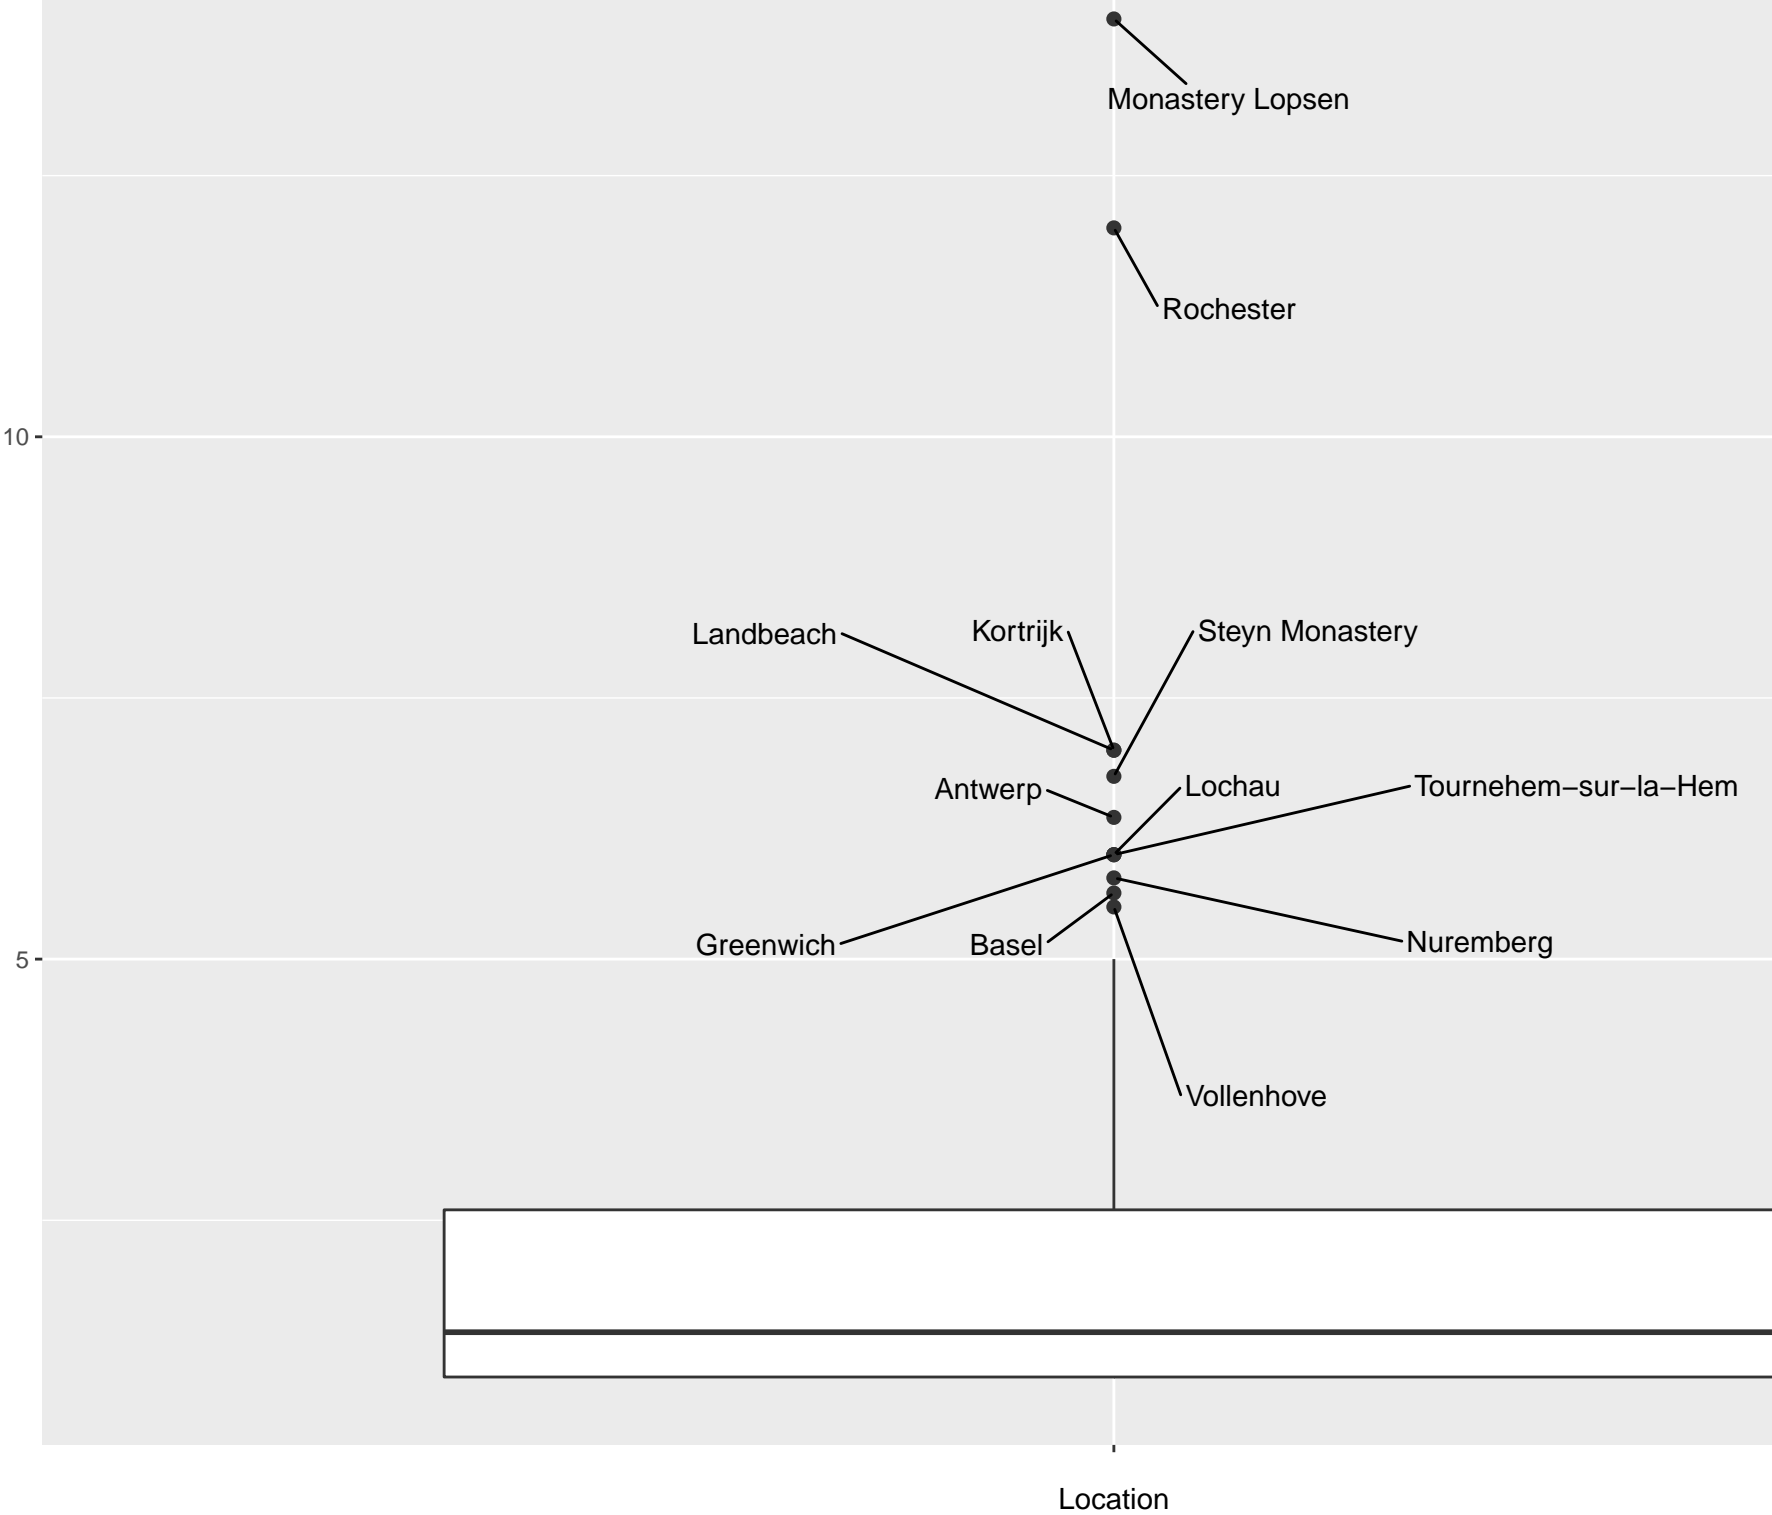 Monastery Lopsen
Rochester
10
Landbeach
Kortrijk
Steyn Monastery
Antwerp
Lochau
Tournehem−sur−la−Hem
Greenwich
Basel
Nuremberg
5
Vollenhove
Location